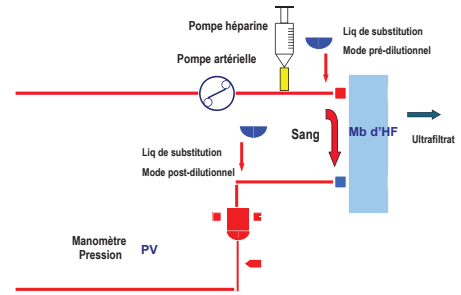 Pompe héparine
Liq de substitution
Mode pré-dilutionnel
Pompe artérielle
Sang
Mb d'HF
Ultrafiltrat
Liq de substitution
Mode post-dilutionnel
Manomètre
Pression PV